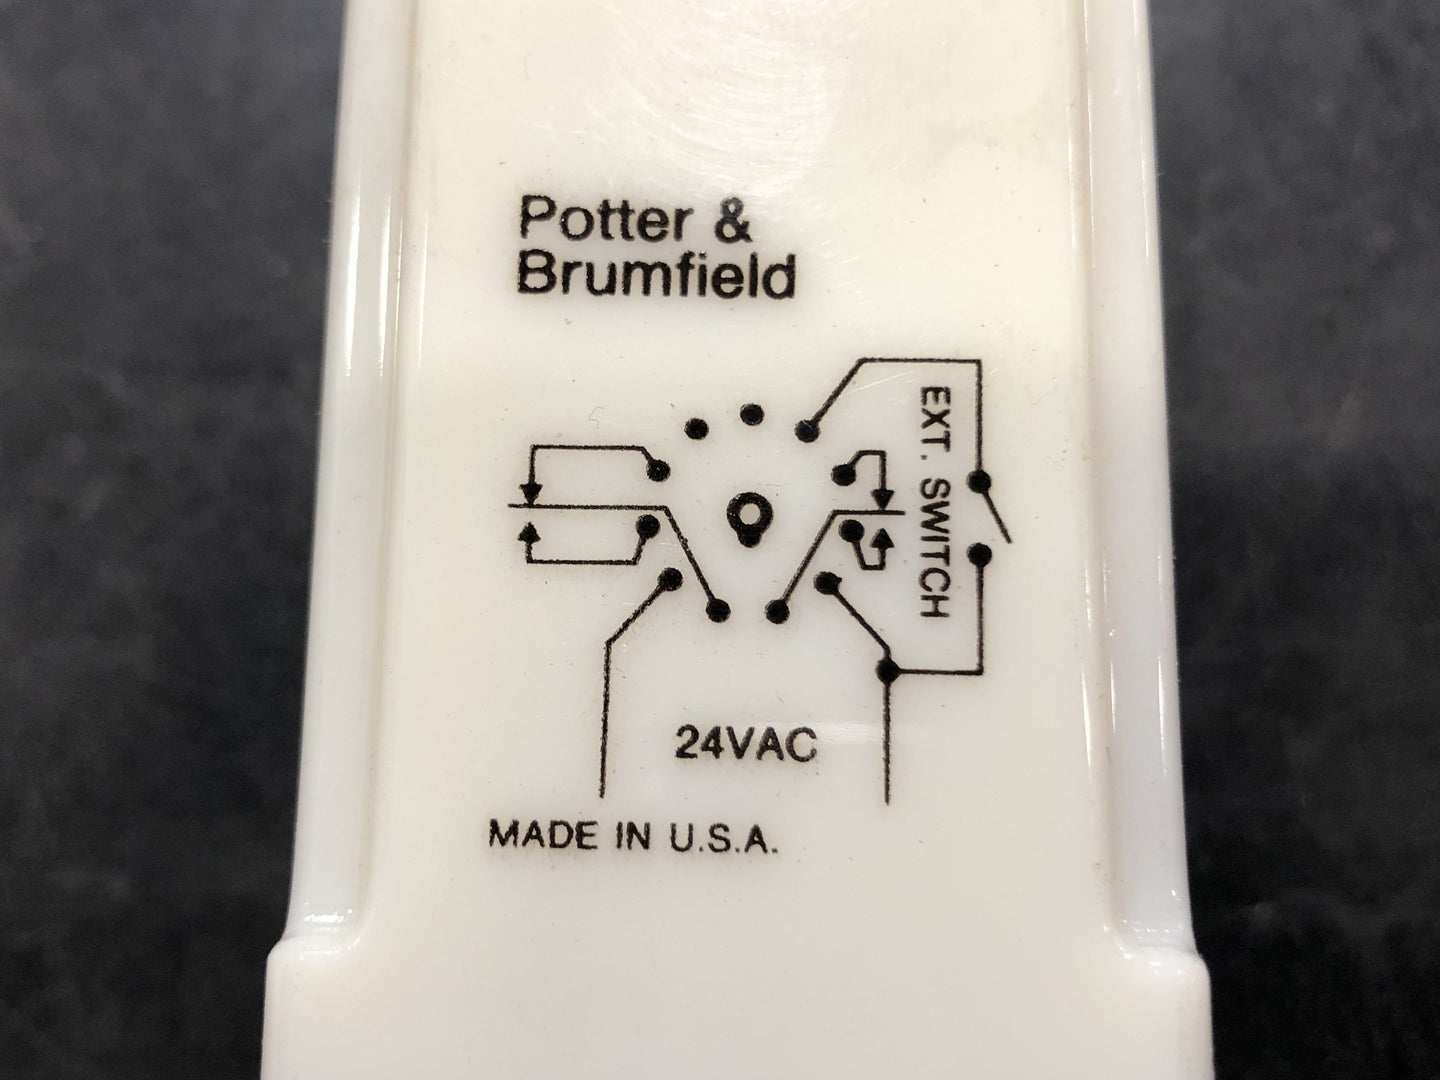 Potter &
Brumfield
EXT. SWITCH
24VAC
MADE IN U.S.A.